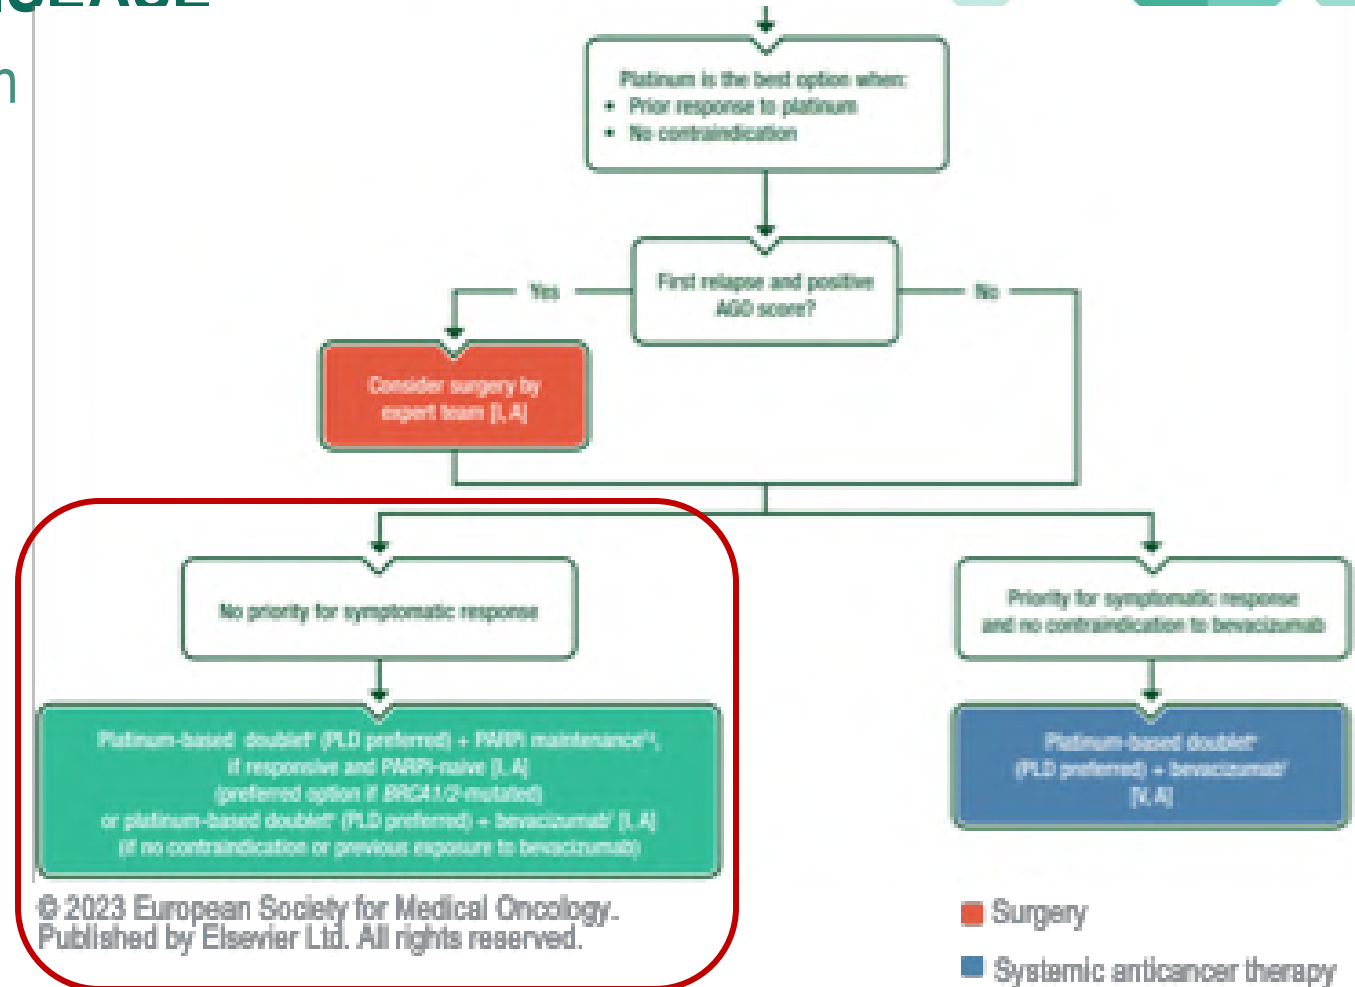 Platinum is the best option when:
• Prior response to platinum
• No contraindication
First relapse and positive
AGO score?
Yes
No
Consider surgery by
expert team [I, A]
No priority for symptomatic response
Priority for symptomatic response
and no contraindication to bevacizumab
Platinum-based doublet (PLD preferred) + PARPi maintenance
if responsive and PARPi-naive [I, A]
(preferred option if BRCA1/2-mutated)
or platinum-based doublet (PLD preferred) + bevacizumab [I, A]
(if no contraindication or previous exposure to bevacizumab)
Platinum-based doublet
(PLD preferred) + bevacizumab
[V, A]
© 2023 European Society for Medical Oncology.
Published by Elsevier Ltd. All rights reserved.
Surgery
Systemic anticancer therapy